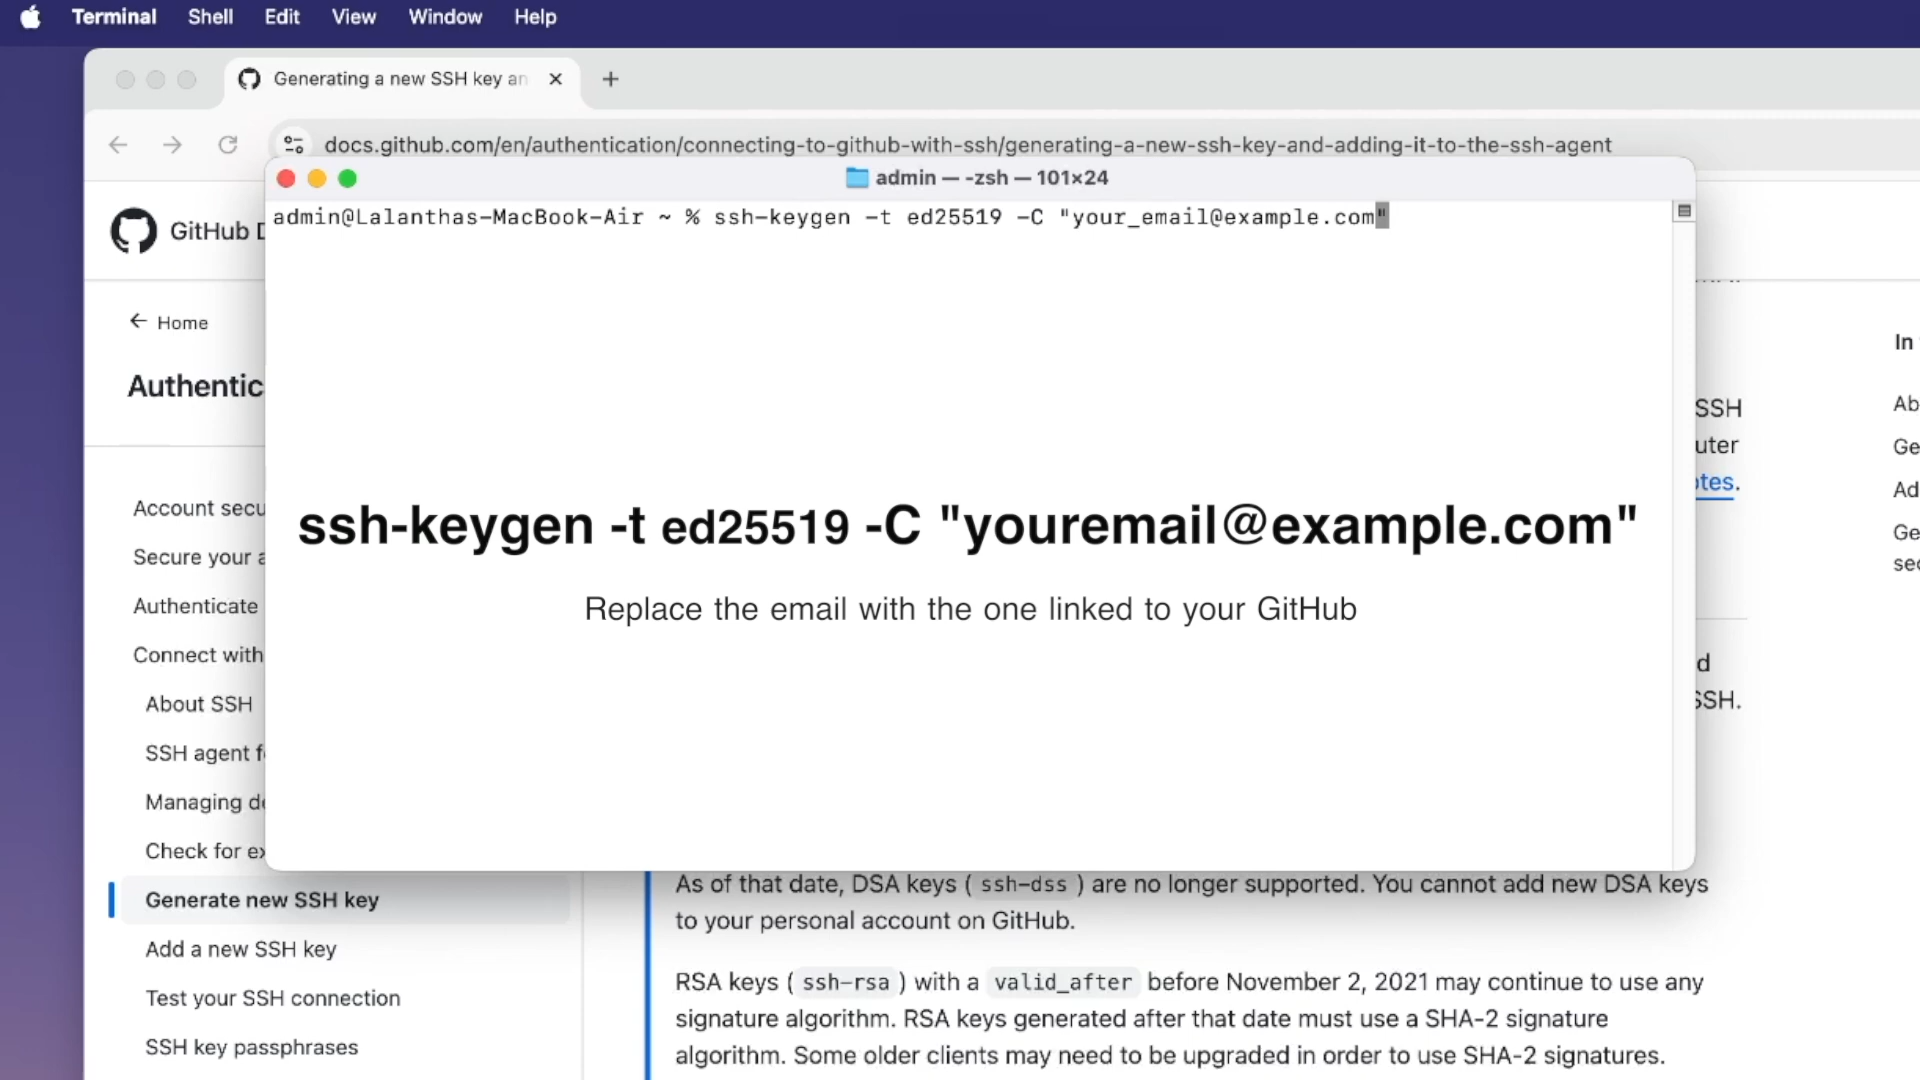 Terminal Shell Edit View Window Help
Generating a new SSH key an
docs.github.com/en/authentication/connecting-to-github-with-ssh/generating-a-new-ssh-key-and-adding-it-to-the-ssh-agent
admin — -zsh — 101×24
admin@Lalanthas-MacBook-Air ~ % ssh-keygen -t ed25519 -C "your_email@example.com"
GitHub D
Home
In
Authentic
SSH
Ab
uter
Ge
otes.
Ad
Account secu
ssh-keygen -t ed25519 -C "youremail@example.com"
Ge
Secure your a
sec
Authenticate
Replace the email with the one linked to your GitHub
Connect with
d
About SSH
SSH.
SSH agent f
Managing de
Check for ex
As of that date, DSA keys ( ssh-dss ) are no longer supported. You cannot add new DSA keys
Generate new SSH key
to your personal account on GitHub.
Add a new SSH key
RSA keys ( ssh-rsa ) with a valid_after before November 2, 2021 may continue to use any
Test your SSH connection
signature algorithm. RSA keys generated after that date must use a SHA-2 signature
SSH key passphrases
algorithm. Some older clients may need to be upgraded in order to use SHA-2 signatures.